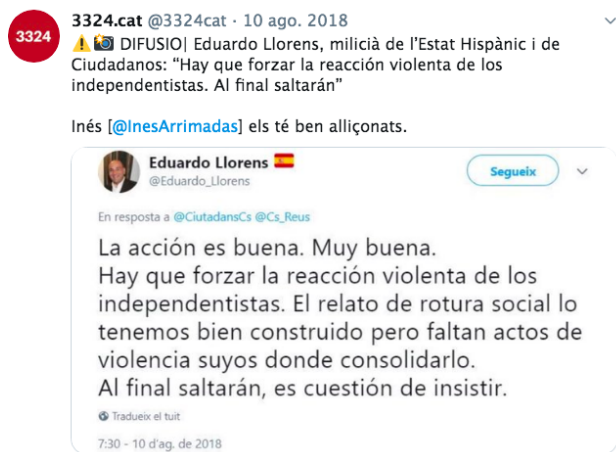 3324
3324.cat @3324cat · 10 ago. 2018
DIFUSIO| Eduardo Llorens, milicià de l’Estat Hispànic i de
Ciudadanos: “Hay que forzar la reacción violenta de los
independentistas. Al final saltarán”
Inés [@InesArrimadas] els té ben alliçonats.
Eduardo Llorens
@Eduardo_Llorens
Segueix
En resposta a @CiutadansCs @Cs_Reus
La acción es buena. Muy buena.
Hay que forzar la reacción violenta de los
independentistas. El relato de rotura social lo
tenemos bien construido pero faltan actos de
violencia suyos donde consolidarlo.
Al final saltarán, es cuestión de insistir.
Tradueix el tuit
7:30 - 10 d'ag. de 2018